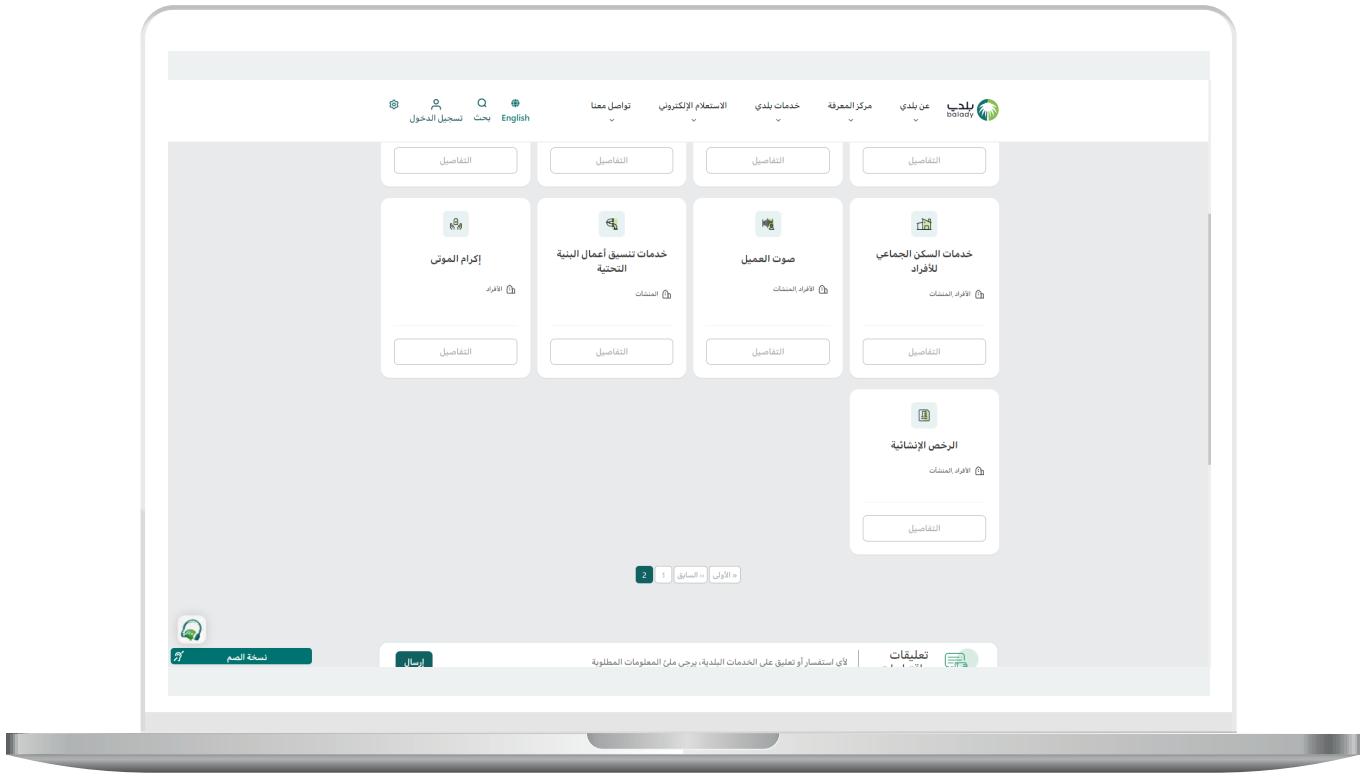 بلدي
balady
عن بلدي
مركز المعرفة
خدمات بلدي
الاستعلام الإلكتروني
تواصل معنا
English
بحث
تسجيل الدخول
التفاصيل
التفاصيل
التفاصيل
التفاصيل
خدمات السكن الجماعي
للأفراد
الأفراد ,المنشآت
التفاصيل
صوت العميل
الأفراد ,المنشآت
التفاصيل
خدمات تنسيق أعمال البنية
التحتية
المنشآت
التفاصيل
إكرام الموتى
الأفراد
التفاصيل
الرخص الإنشائية
الأفراد ,المنشآت
التفاصيل
« الأولى
‹‹ السابق
1
2
نسخة الصم
تعليقات
لأي استفسار أو تعليق على الخدمات البلدية، يرجى ملئ المعلومات المطلوبة
إرسال